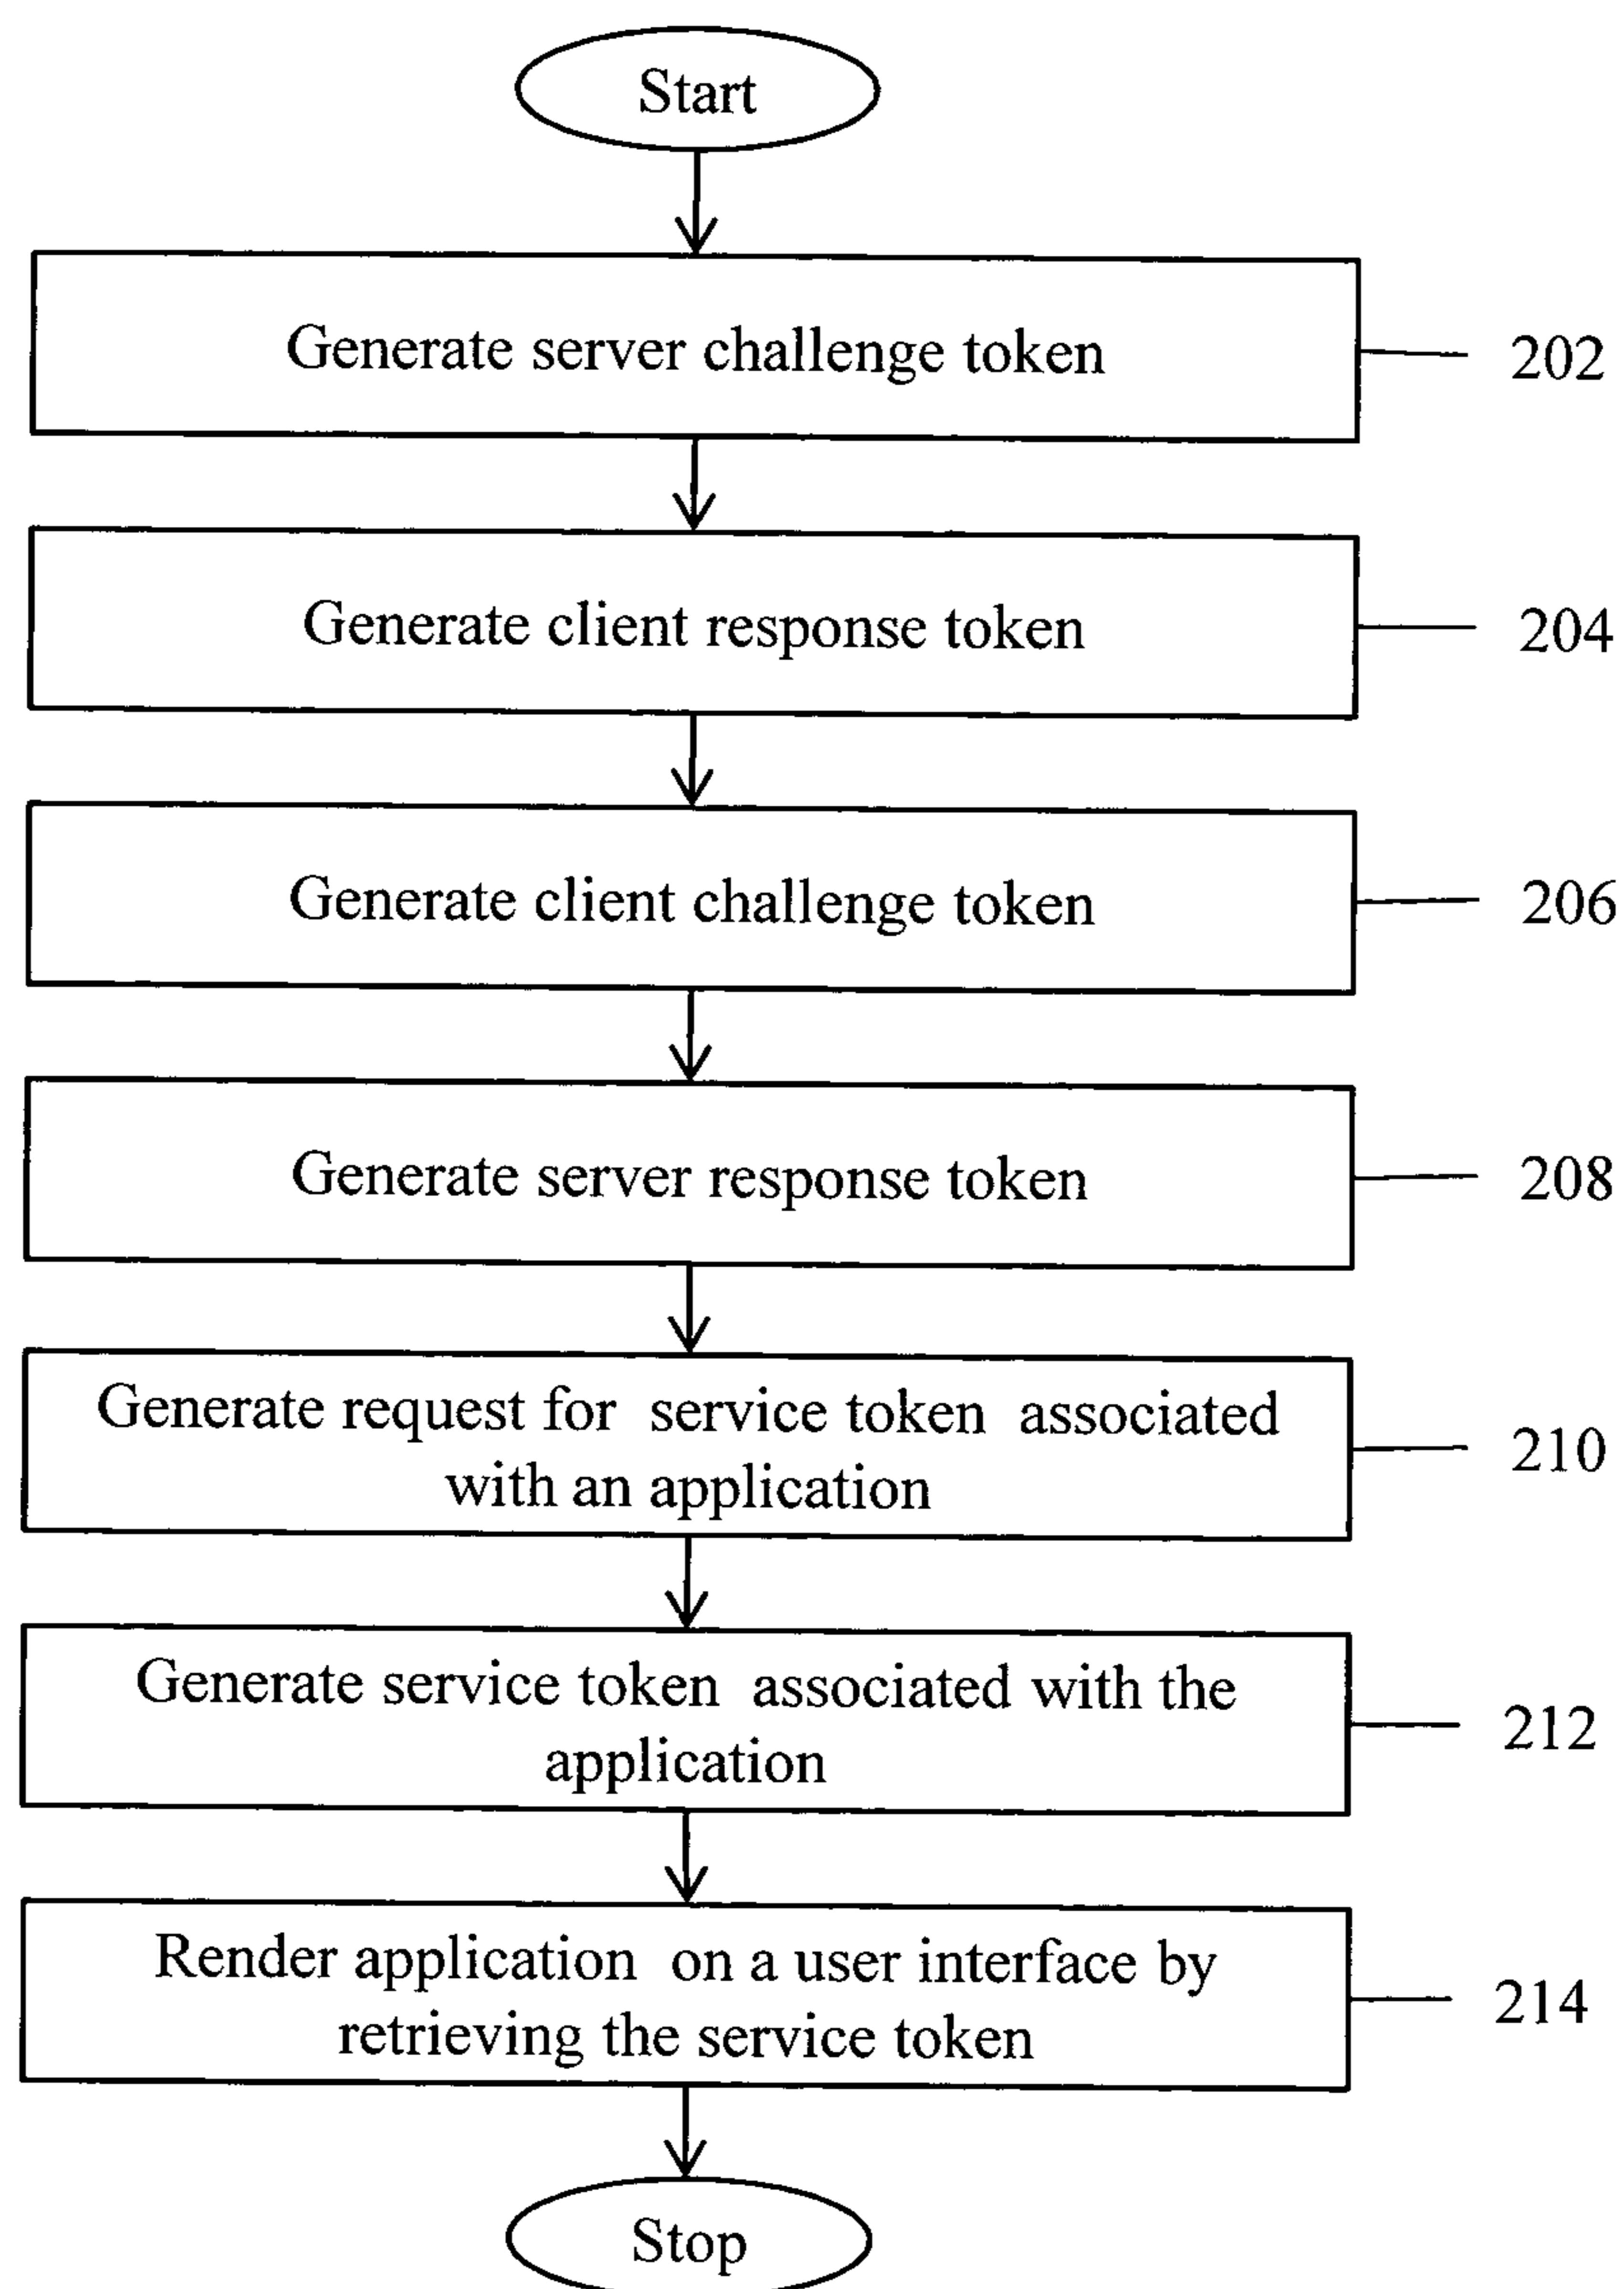 Start
Generate server challenge token
202
Generate client response token
204
Generate client challenge token
206
Generate server response token
208
Generate request for service token associated
with an application
210
Generate service token associated with the
application
212
Render application on a user interface by
retrieving the service token
214
Stop